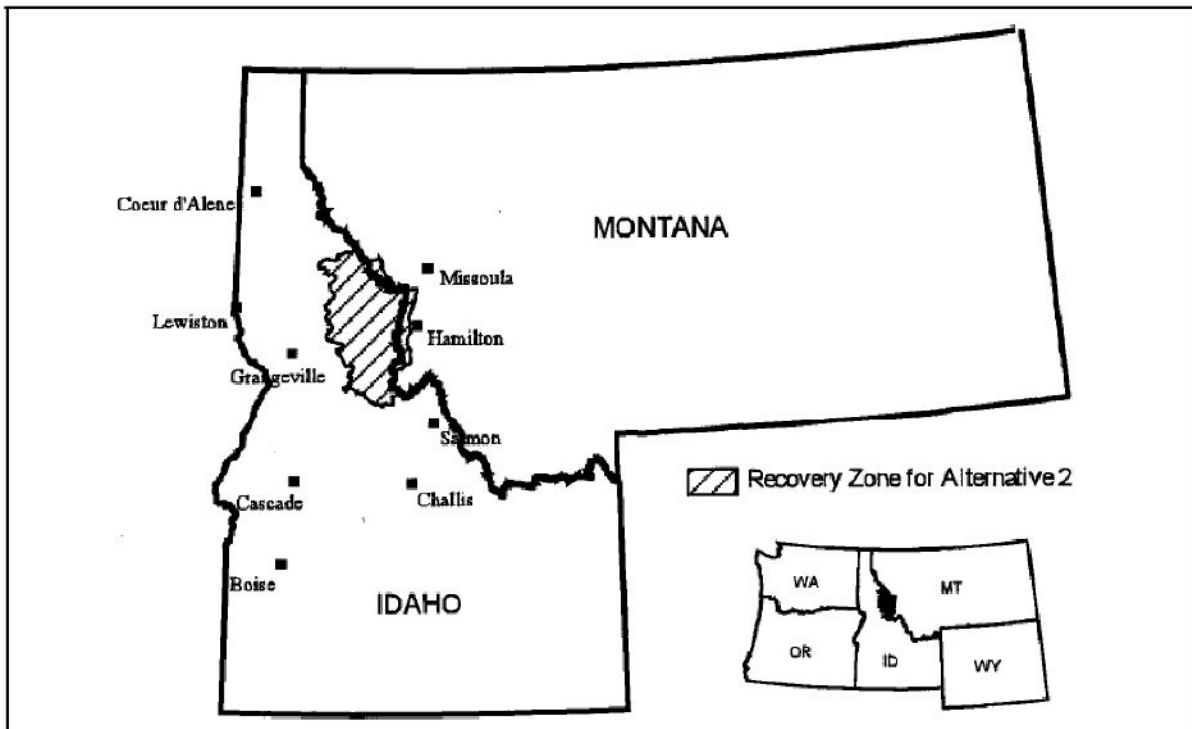 Coeur d'Alene
MONTANA
Missoula
Lewiston
Hamilton
Grangeville
Salmon
Recovery Zone for Alternative 2
Cascade
Challis
Boise
IDAHO
WA
MT
OR
ID
WY